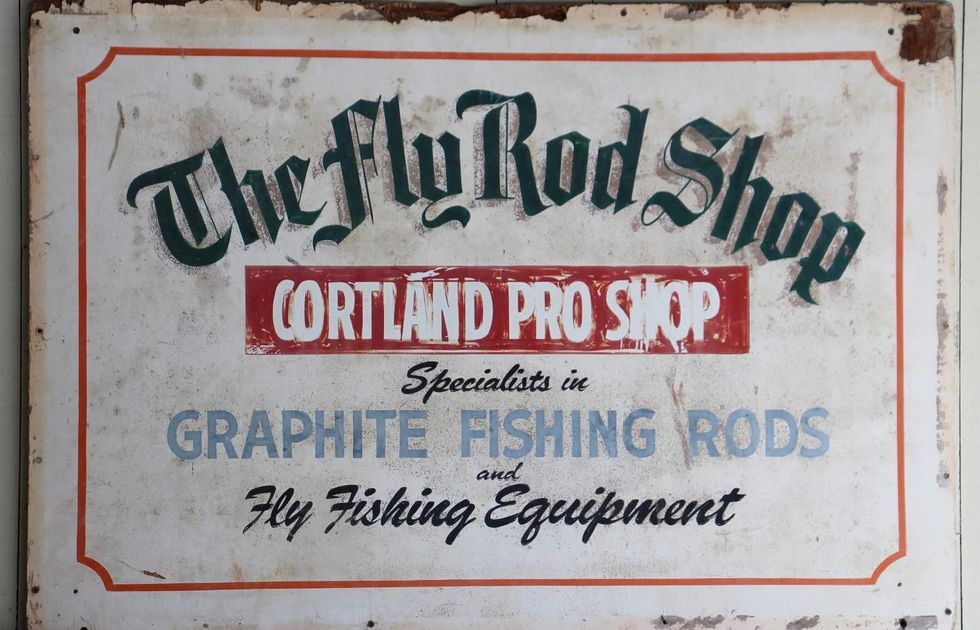 The Fly Rod Shop
CORTLAND PRO SHOP
Specialists in
GRAPHITE FISHING RODS
and
Fly Fishing Equipment